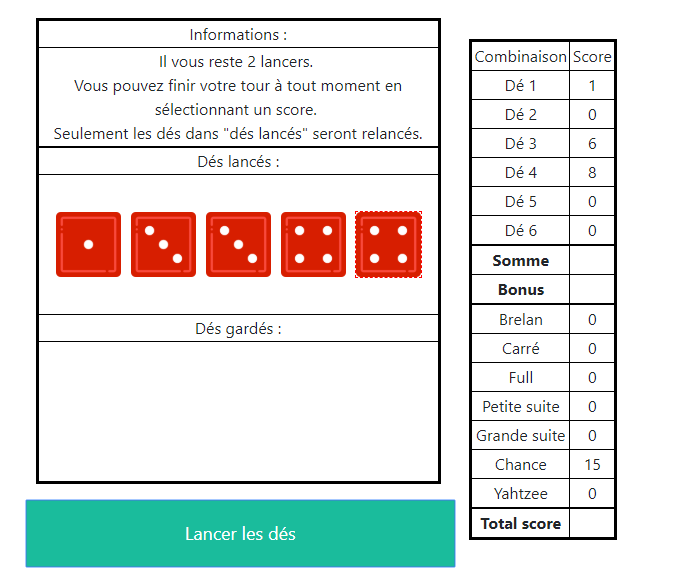 Informations :
Il vous reste 2 lancers.
Vous pouvez finir votre tour à tout moment en
sélectionnant un score.
Seulement les dés dans "dés lancés" seront relancés.
Dés lancés :
Dés gardés :
Lancer les dés
Combinaison Score
Dé 1 1
Dé 2 0
Dé 3 6
Dé 4 8
Dé 5 0
Dé 6 0
Somme
Bonus
Brelan 0
Carré 0
Full 0
Petite suite 0
Grande suite 0
Chance 15
Yahtzee 0
Total score